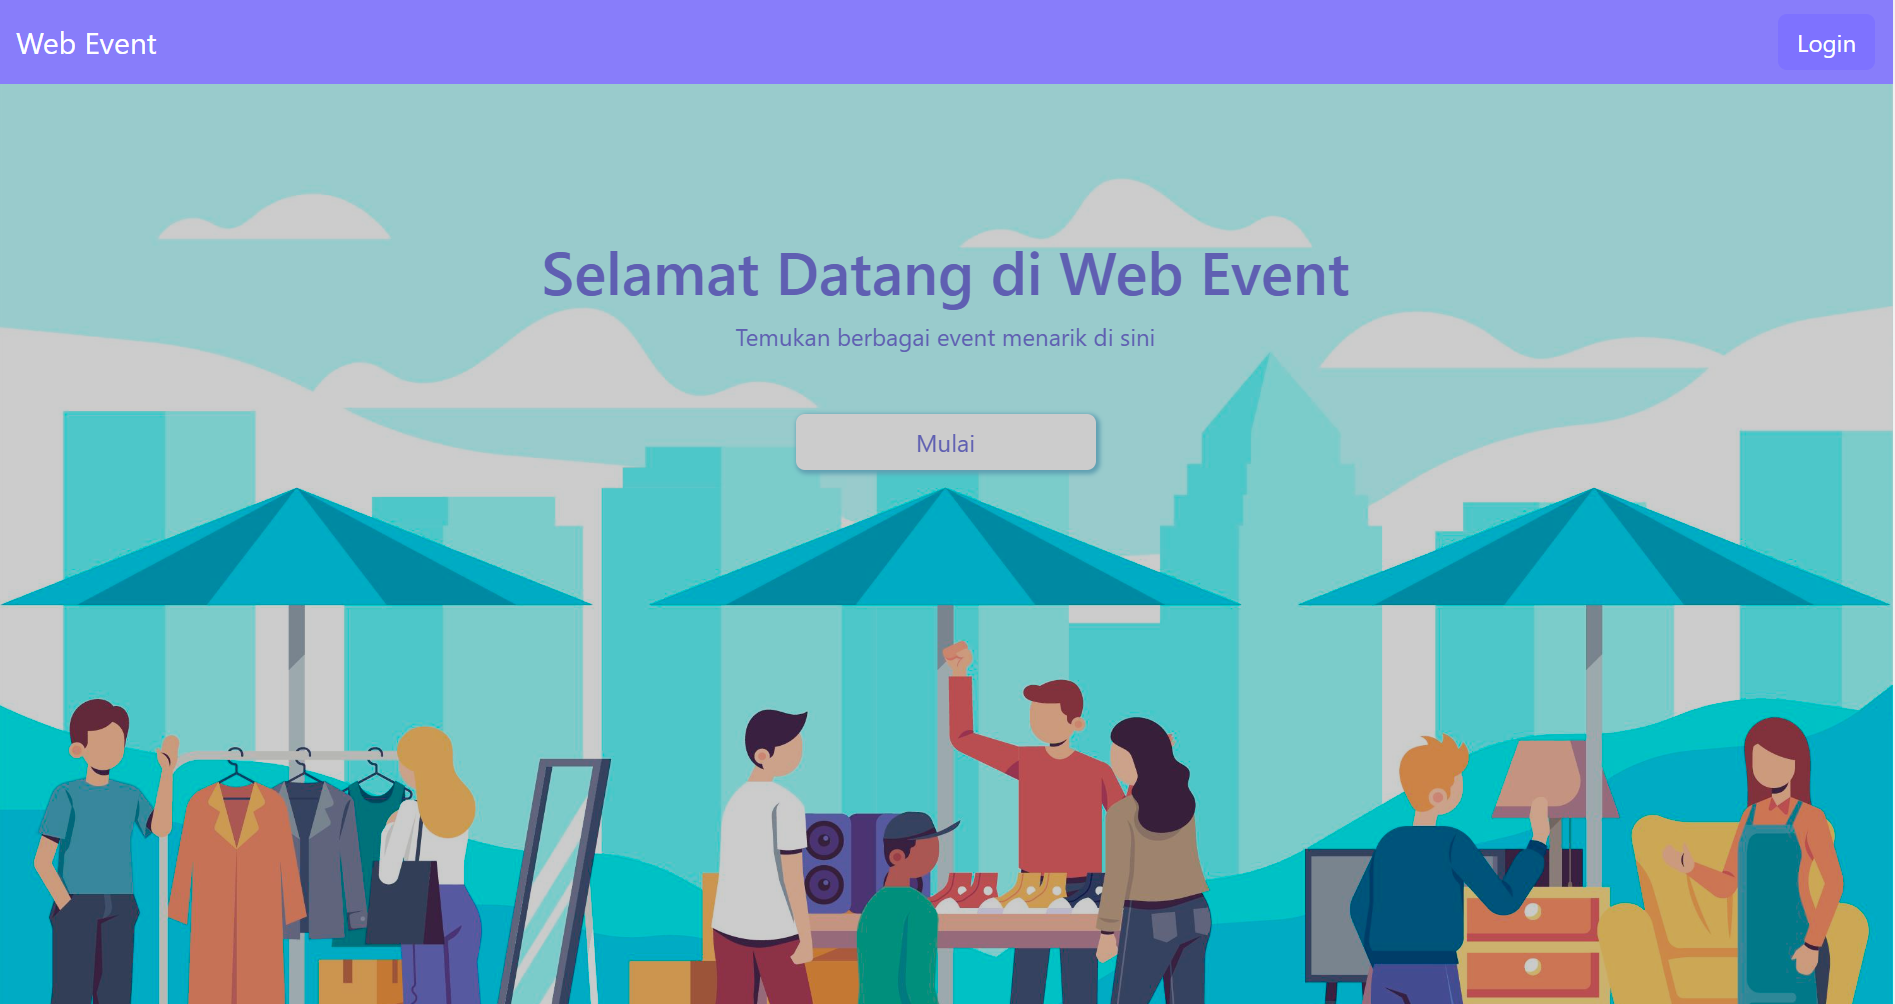 Web Event
Login
Selamat Datang di Web Event
Temukan berbagai event menarik di sini
Mulai